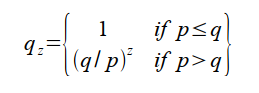 q_z = { 1 if p ≤ q
(q / p)^z if p > q }